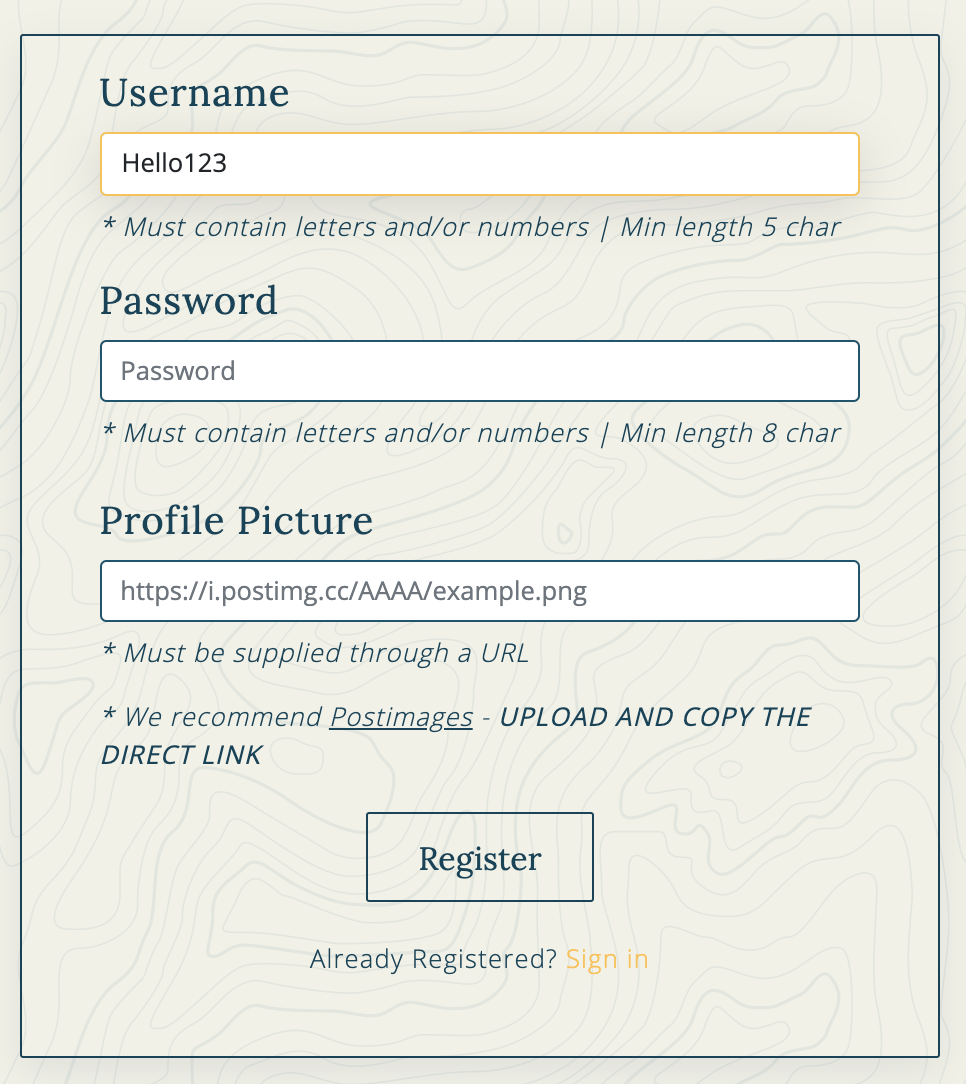 Username
Hello123
* Must contain letters and/or numbers | Min length 5 char
Password
Password
* Must contain letters and/or numbers | Min length 8 char
Profile Picture
https://i.postimg.cc/AAAA/example.png
* Must be supplied through a URL
* We recommend Postimages - UPLOAD AND COPY THE
DIRECT LINK
Register
Already Registered? Sign in